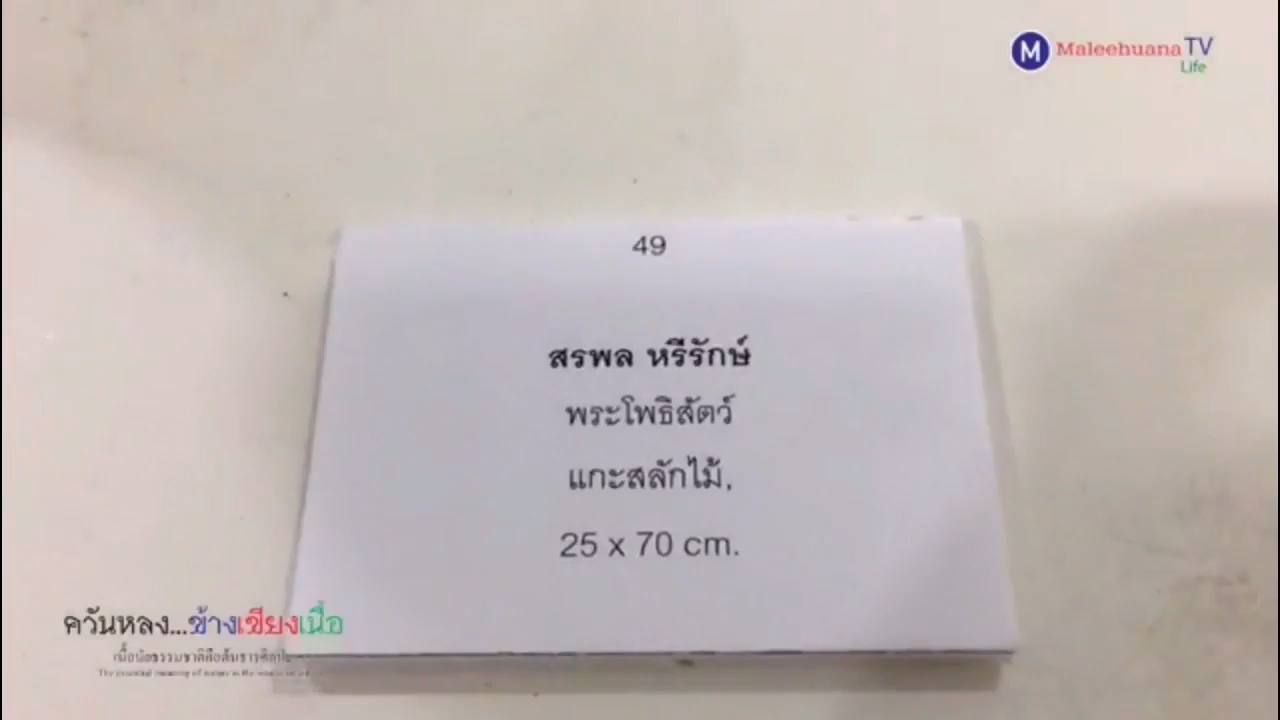 Maleehuana TV
Life
49
สรพล หรีรักษ์
พระโพธิสัตว์
แกะสลักไม้,
25 x 70 cm.
ควันหลง...ช้างเซียงเนื้อ